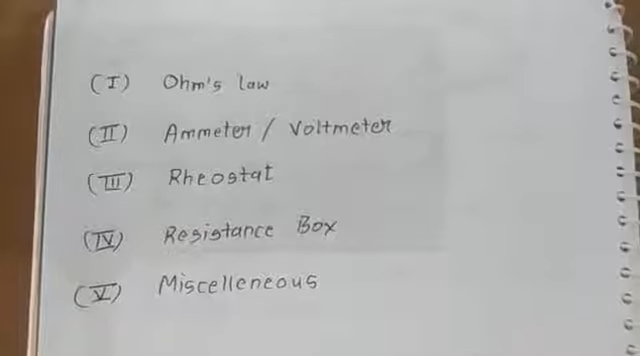 (I) Ohm's law
(II) Ammeter / Voltmeter
(III) Rheostat
(IV) Resistance Box
(V) Miscelleneous